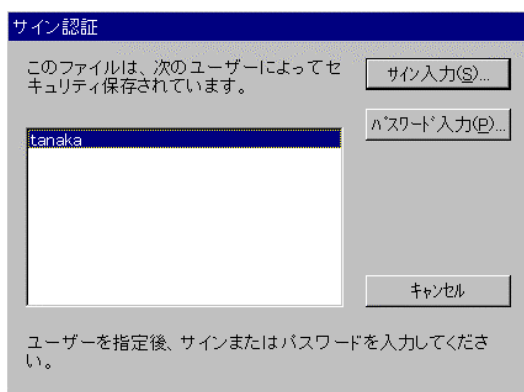 サイン認証
このファイルは、次のユーザーによってセ
キュリティ保存されています。
ｻｲﾝ入力(S)...
ﾊﾟｽﾜｰﾄﾞ入力(P)...
tanaka
ｷｬﾝｾﾙ
ユーザーを指定後、サインまたはパスワードを入力してくださ
い。